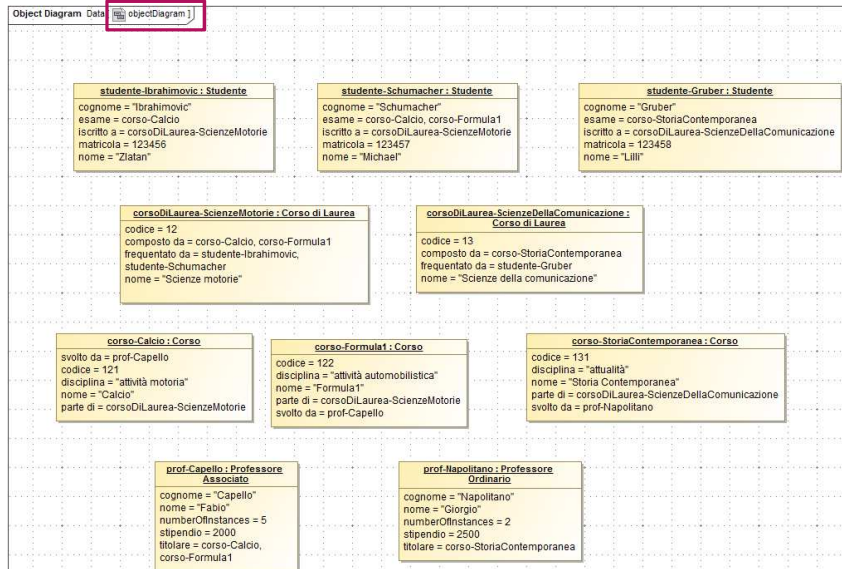 Object Diagram Data objectDiagram ]
studente-Ibrahimovic : Studente
cognome = "Ibrahimovic"
esame = corso-Calcio
iscritto a = corsoDiLaurea-ScienzeMotorie
matricola = 123456
nome = "Zlatan"
studente-Schumacher : Studente
cognome = "Schumacher"
esame = corso-Calcio, corso-Formula1
iscritto a = corsoDiLaurea-ScienzeMotorie
matricola = 123457
nome = "Michael"
studente-Gruber : Studente
cognome = "Gruber"
esame = corso-StoriaContemporanea
iscritto a = corsoDiLaurea-ScienzeDellaComunicazione
matricola = 123458
nome = "Lilli"
corsoDiLaurea-ScienzeMotorie : Corso di Laurea
codice = 12
composto da = corso-Calcio, corso-Formula1
frequentato da = studente-Ibrahimovic,
studente-Schumacher
nome = "Scienze motorie"
corsoDiLaurea-ScienzeDellaComunicazione :
Corso di Laurea
codice = 13
composto da = corso-StoriaContemporanea
frequentato da = studente-Gruber
nome = "Scienze della comunicazione"
corso-Calcio : Corso
svolto da = prof-Capello
codice = 121
disciplina = "attività motoria"
nome = "Calcio"
parte di = corsoDiLaurea-ScienzeMotorie
corso-Formula1 : Corso
codice = 122
disciplina = "attività automobilistica"
nome = "Formula1"
parte di = corsoDiLaurea-ScienzeMotorie
svolto da = prof-Capello
corso-StoriaContemporanea : Corso
codice = 131
disciplina = "attualità"
nome = "Storia Contemporanea"
parte di = corsoDiLaurea-ScienzeDellaComunicazione
svolto da = prof-Napolitano
prof-Capello : Professore
Associato
cognome = "Capello"
nome = "Fabio"
numberOfInstances = 5
stipendio = 2000
titolare = corso-Calcio,
corso-Formula1
prof-Napolitano : Professore
Ordinario
cognome = "Napolitano"
nome = "Giorgio"
numberOfInstances = 2
stipendio = 2500
titolare = corso-StoriaContemporanea